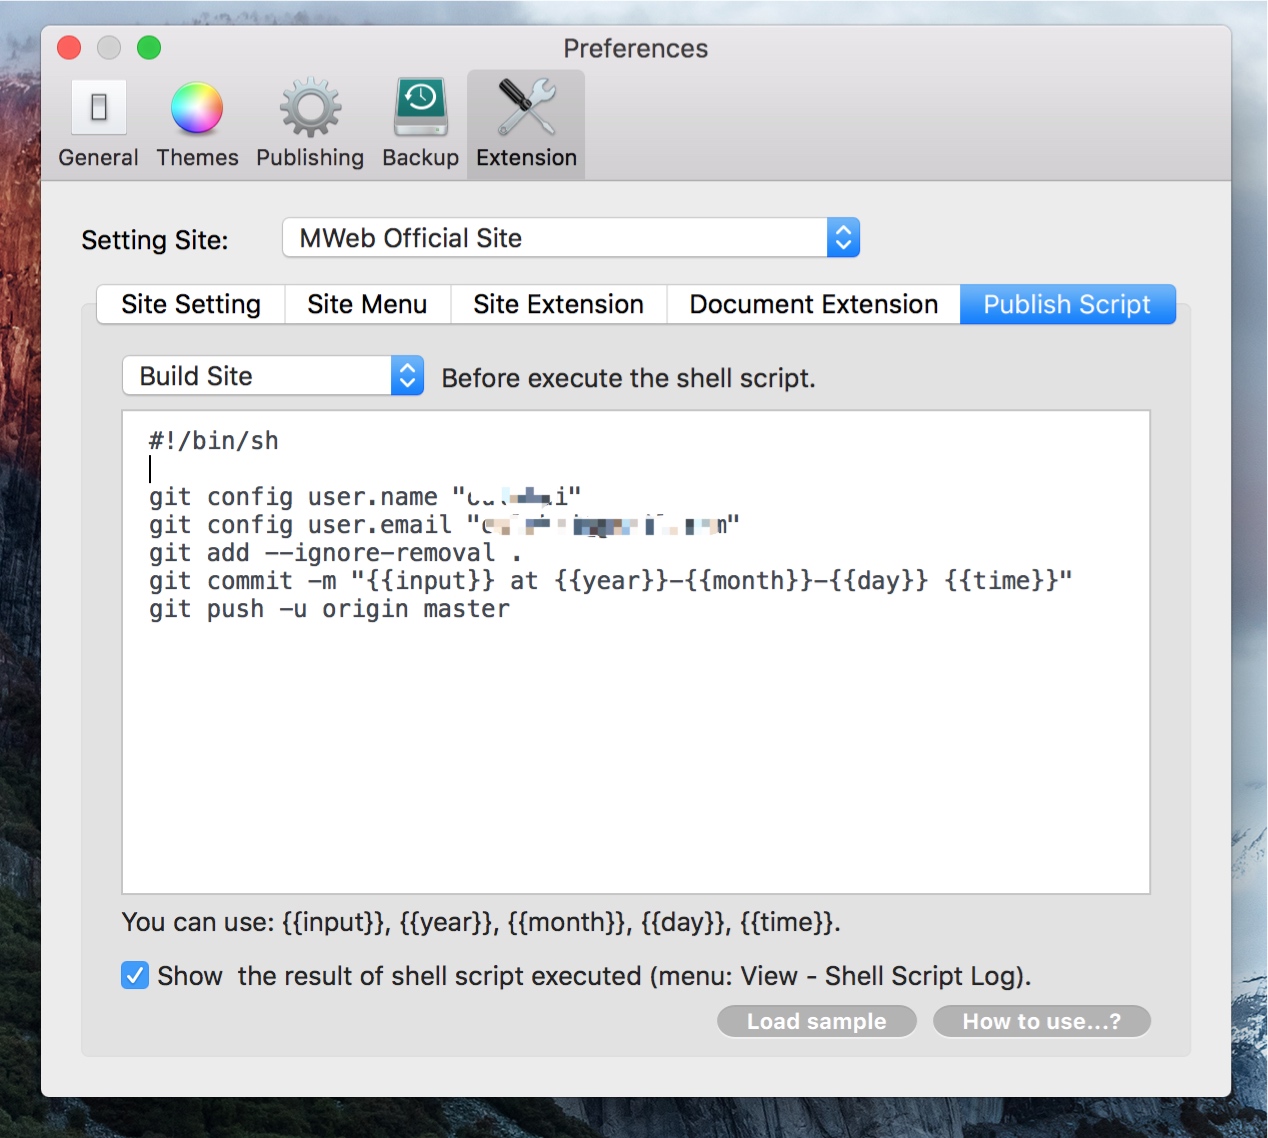 Preferences
General Themes Publishing Backup Extension
Setting Site: MWeb Official Site
Site Setting Site Menu Site Extension Document Extension Publish Script
Build Site Before execute the shell script.
#!/bin/sh
git config user.name "
git config user.email "
git add --ignore-removal .
git commit -m "{{input}} at {{year}}-{{month}}-{{day}} {{time}}"
git push -u origin master
You can use: {{input}}, {{year}}, {{month}}, {{day}}, {{time}}.
Show  the result of shell script executed (menu: View - Shell Script Log).
Load sample How to use...?